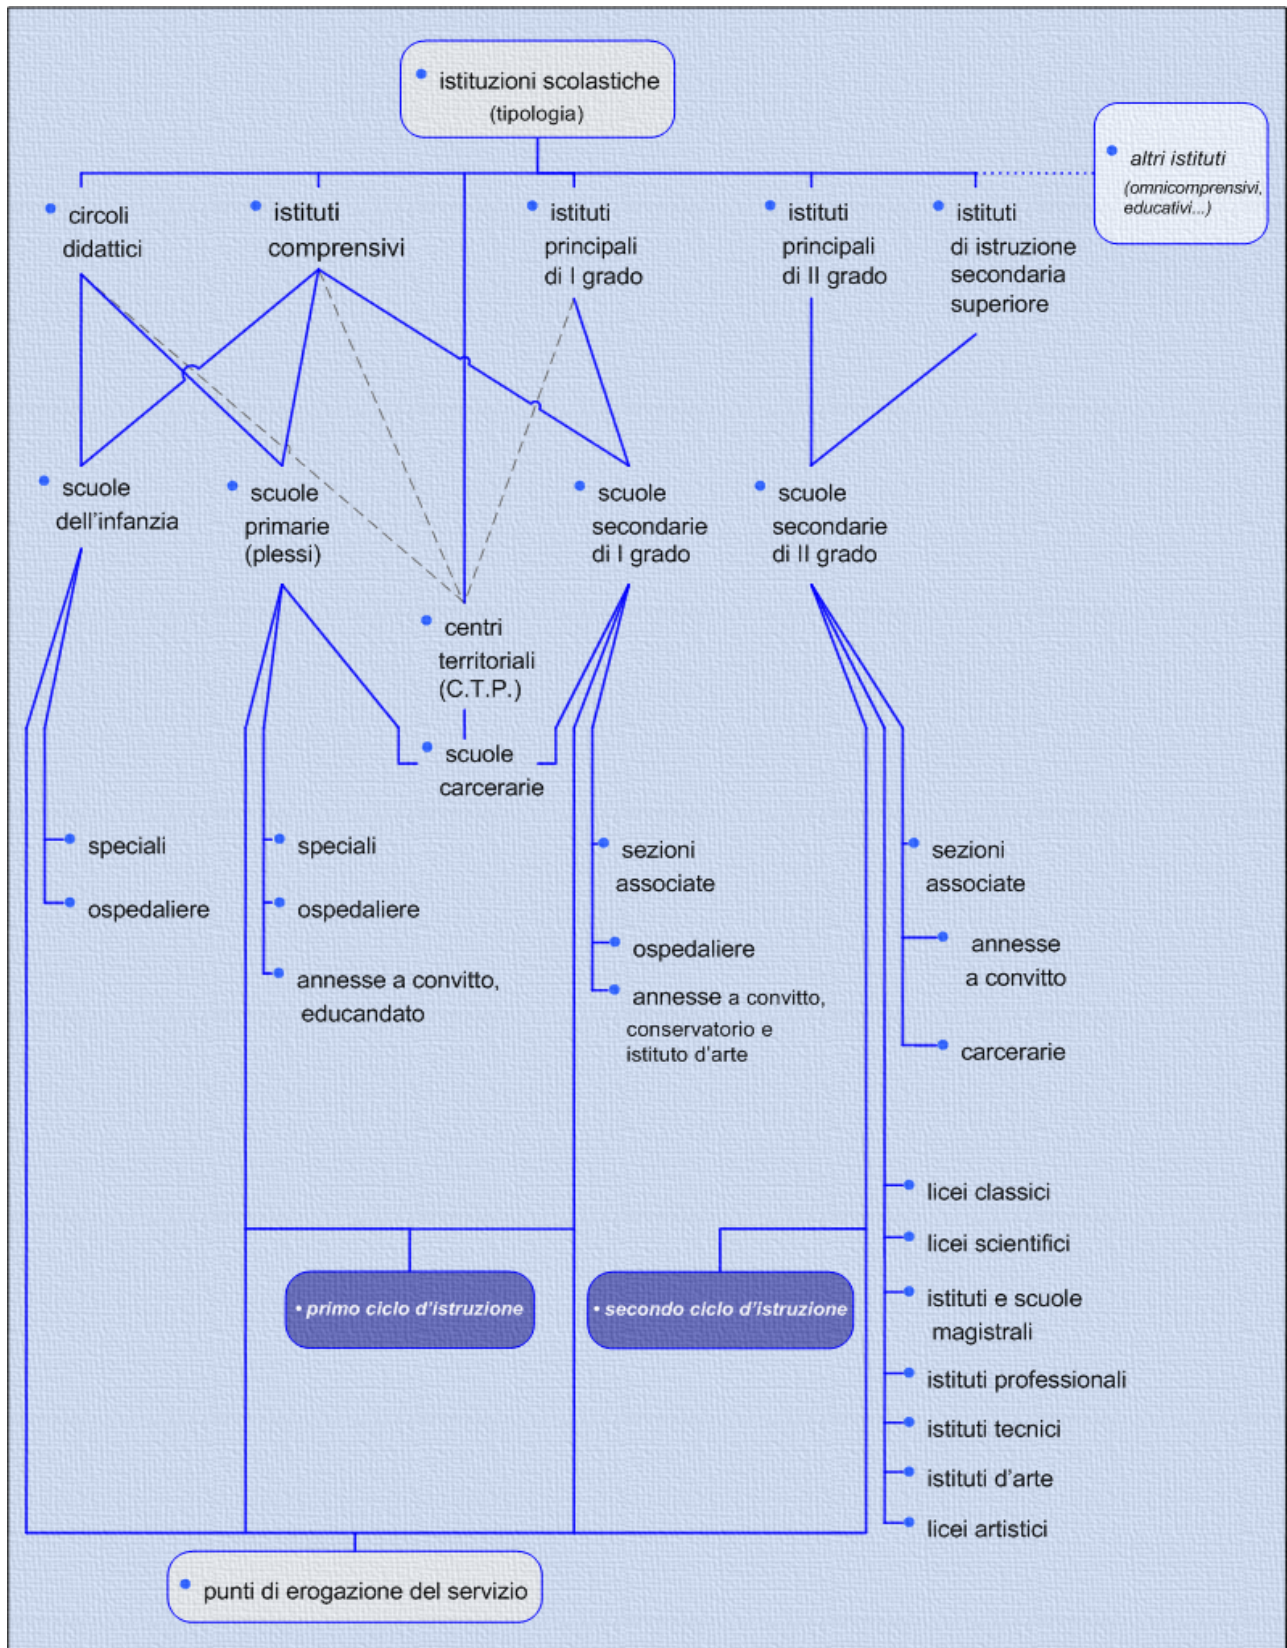 istituzioni scolastiche
(tipologia)
altri istituti
(omnicomprensivi,
educativi...)
circoli
didattici
istituti
comprensivi
istituti
principali
di I grado
istituti
principali
di II grado
istituti
di istruzione
secondaria
superiore
scuole
dell'infanzia
scuole
primarie
(plessi)
scuole
secondarie
di I grado
scuole
secondarie
di II grado
centri
territoriali
(C.T.P.)
scuole
carcerarie
speciali
ospedaliere
speciali
ospedaliere
annesse a convitto,
educandato
sezioni
associate
ospedaliere
annesse a convitto,
conservatorio e
istituto d'arte
sezioni
associate
annesse
a convitto
carcerarie
licei classici
licei scientifici
istituti e scuole
magistrali
istituti professionali
istituti tecnici
istituti d'arte
licei artistici
• primo ciclo d'istruzione
• secondo ciclo d'istruzione
punti di erogazione del servizio